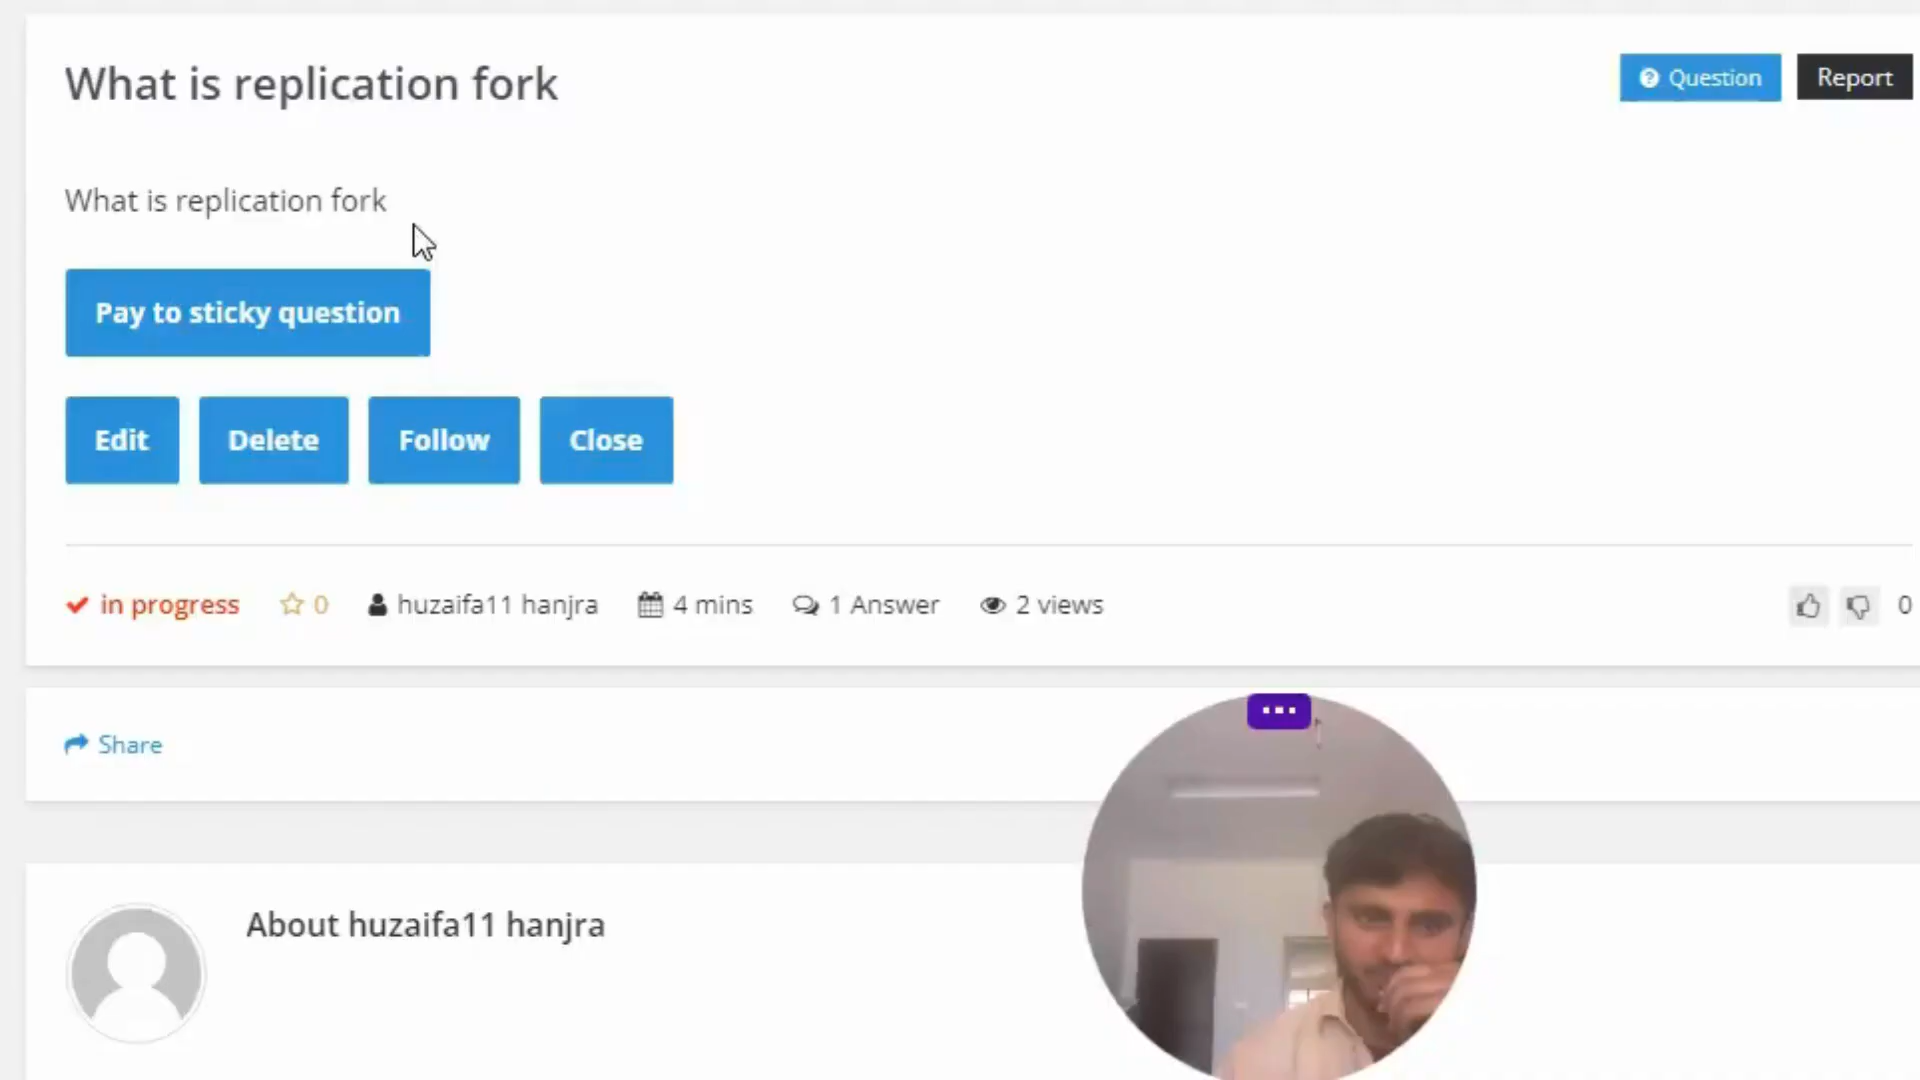 What is replication fork
Question
Report
What is replication fork
Pay to sticky question
Edit
Delete
Follow
Close
in progress
0
huzaifa11 hanjra
4 mins
1 Answer
2 views
0
Share
About huzaifa11 hanjra